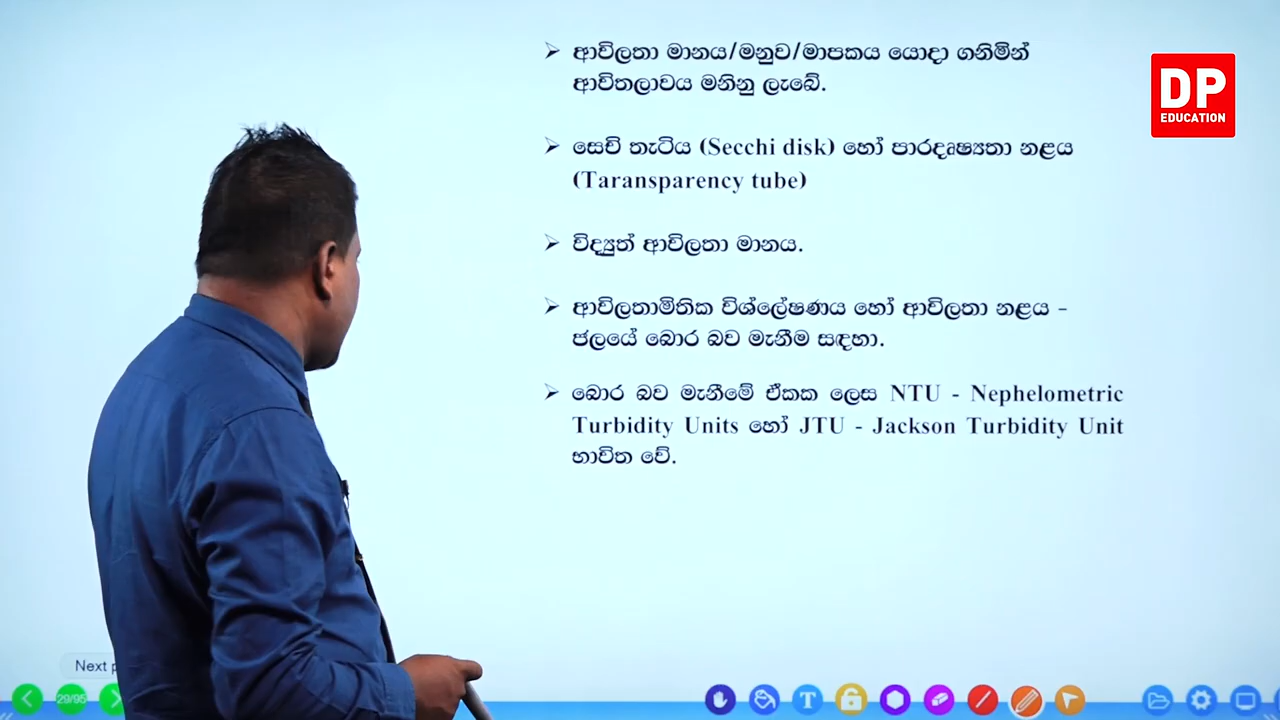 ආවිලතා මානය/මනුව/මාපකය යොදා ගනිමින්
ආවිතලාවය මනිනු ලැබේ.
සෙචි තැටිය (Secchi disk) හෝ පාරදෘෂ්‍යතා නළය
(Taransparency tube)
විද්‍යුත් ආවිලතා මානය.
ආවිලතාමිතික විශ්ලේෂණය හෝ ආවිලතා නළය -
ජලයේ බොර බව මැනීම සඳහා.
බොර බව මැනීමේ ඒකක ලෙස NTU - Nephelometric
Turbidity Units හෝ JTU - Jackson Turbidity Unit
භාවිත වේ.
DP
EDUCATION
Next
29/95